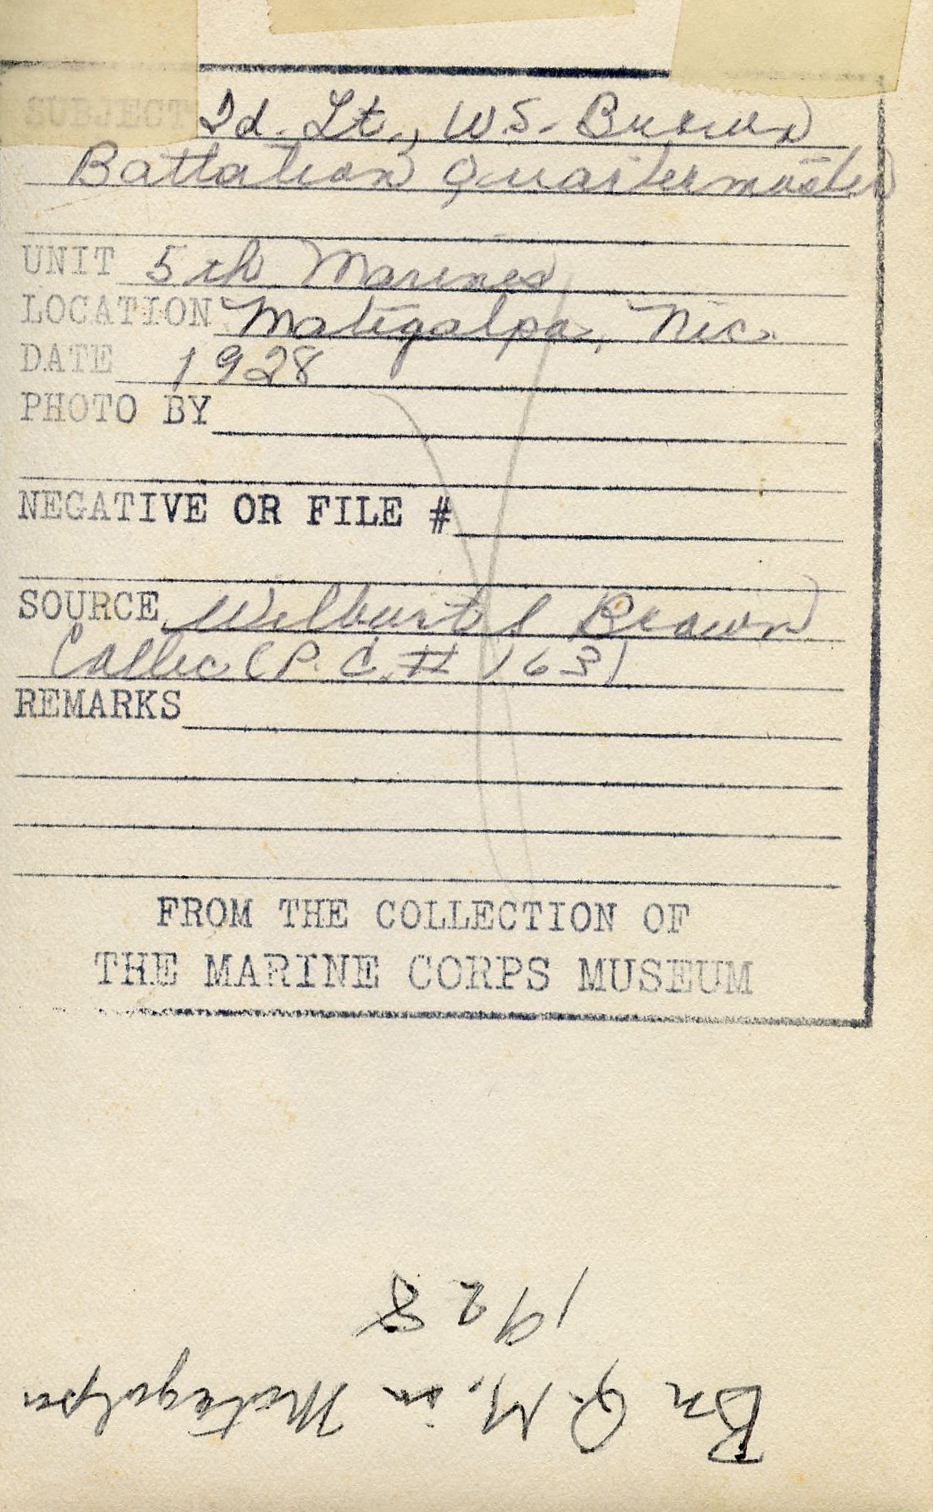 SUBJECT 2d. Lt., W.S. Brown
Battalion Quartermaster
UNIT 5th Marines
LOCATION Matigalpa, Nic.
DATE 1928
PHOTO BY
NEGATIVE OR FILE #
SOURCE Wilburt S Brown
Collec (P.C. # 163)
REMARKS
FROM THE COLLECTION OF
THE MARINE CORPS MUSEUM
Bn Q.M. in Matagalpa
1928